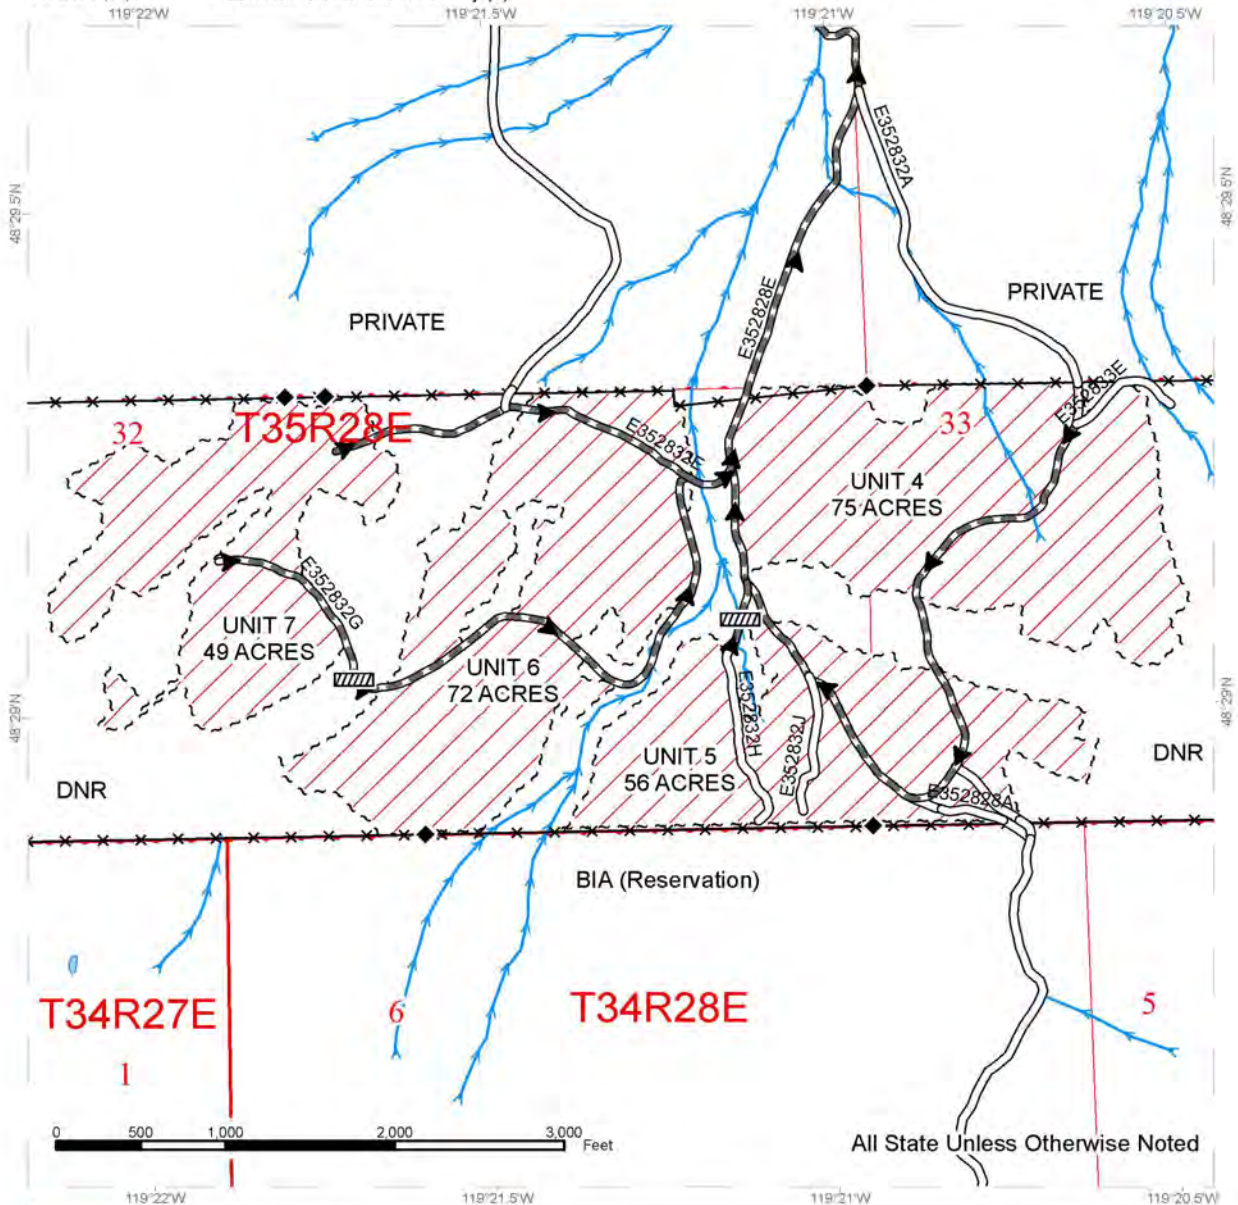 119°22'W
119°21.5'W
119°21'W
119°20.5'W
E352832A
48°29.5'N
48°29.5'N
E352828E
PRIVATE
PRIVATE
E352833E
32
T35R28E
E352832E
33
UNIT 4
75 ACRES
E352832G
UNIT 7
49 ACRES
UNIT 6
72 ACRES
E352832H
E352832J
48°29'N
48°29'N
UNIT 5
56 ACRES
DNR
DNR
E352828A
BIA (Reservation)
T34R27E
6
T34R28E
5
1
0 500 1,000 2,000 3,000
Feet
All State Unless Otherwise Noted
119°22'W
119°21.5'W
119°21'W
119°20.5'W